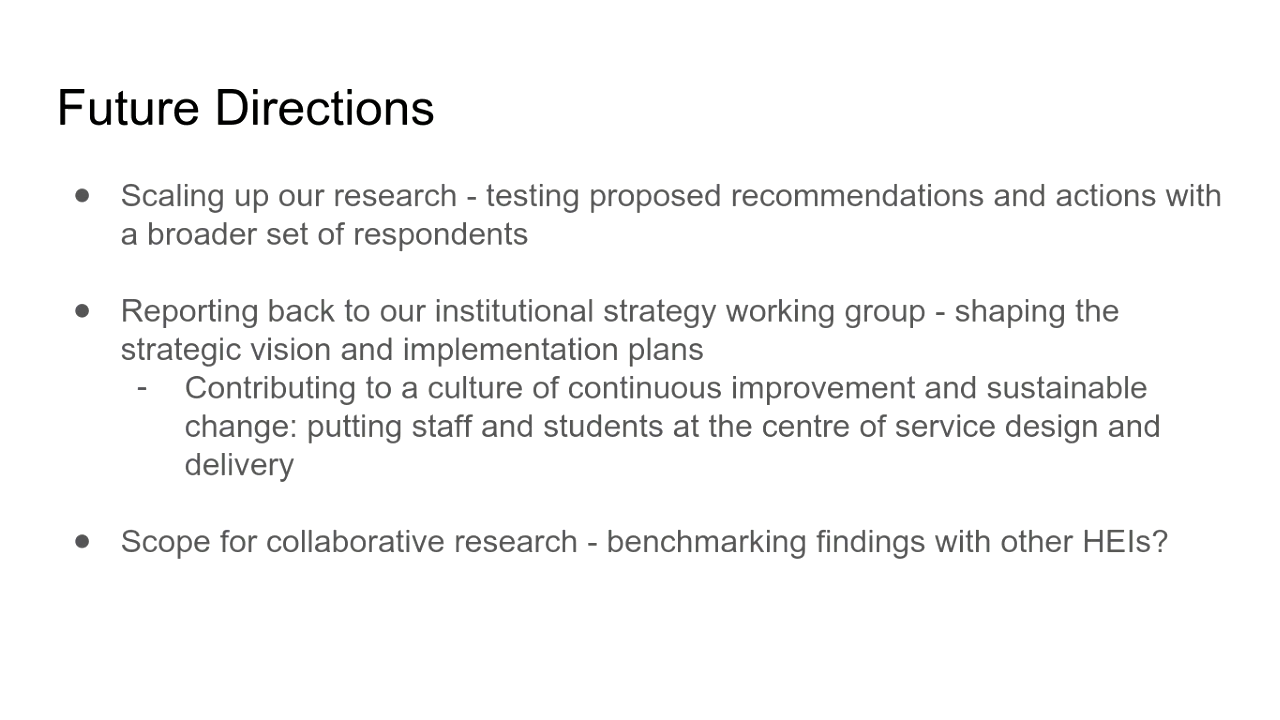 Future Directions
● Scaling up our research - testing proposed recommendations and actions with
a broader set of respondents
● Reporting back to our institutional strategy working group - shaping the
strategic vision and implementation plans
- Contributing to a culture of continuous improvement and sustainable
change: putting staff and students at the centre of service design and
delivery
● Scope for collaborative research - benchmarking findings with other HEIs?